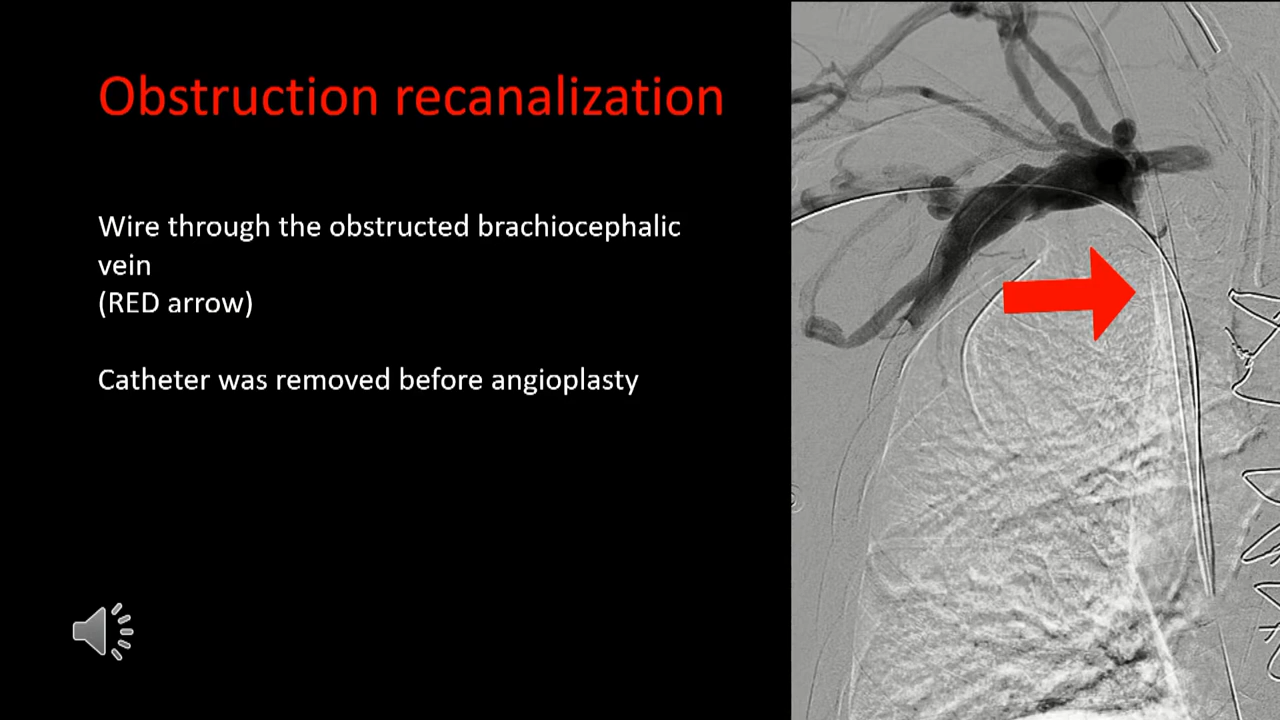 Obstruction recanalization
Wire through the obstructed brachiocephalic
vein
(RED arrow)
Catheter was removed before angioplasty